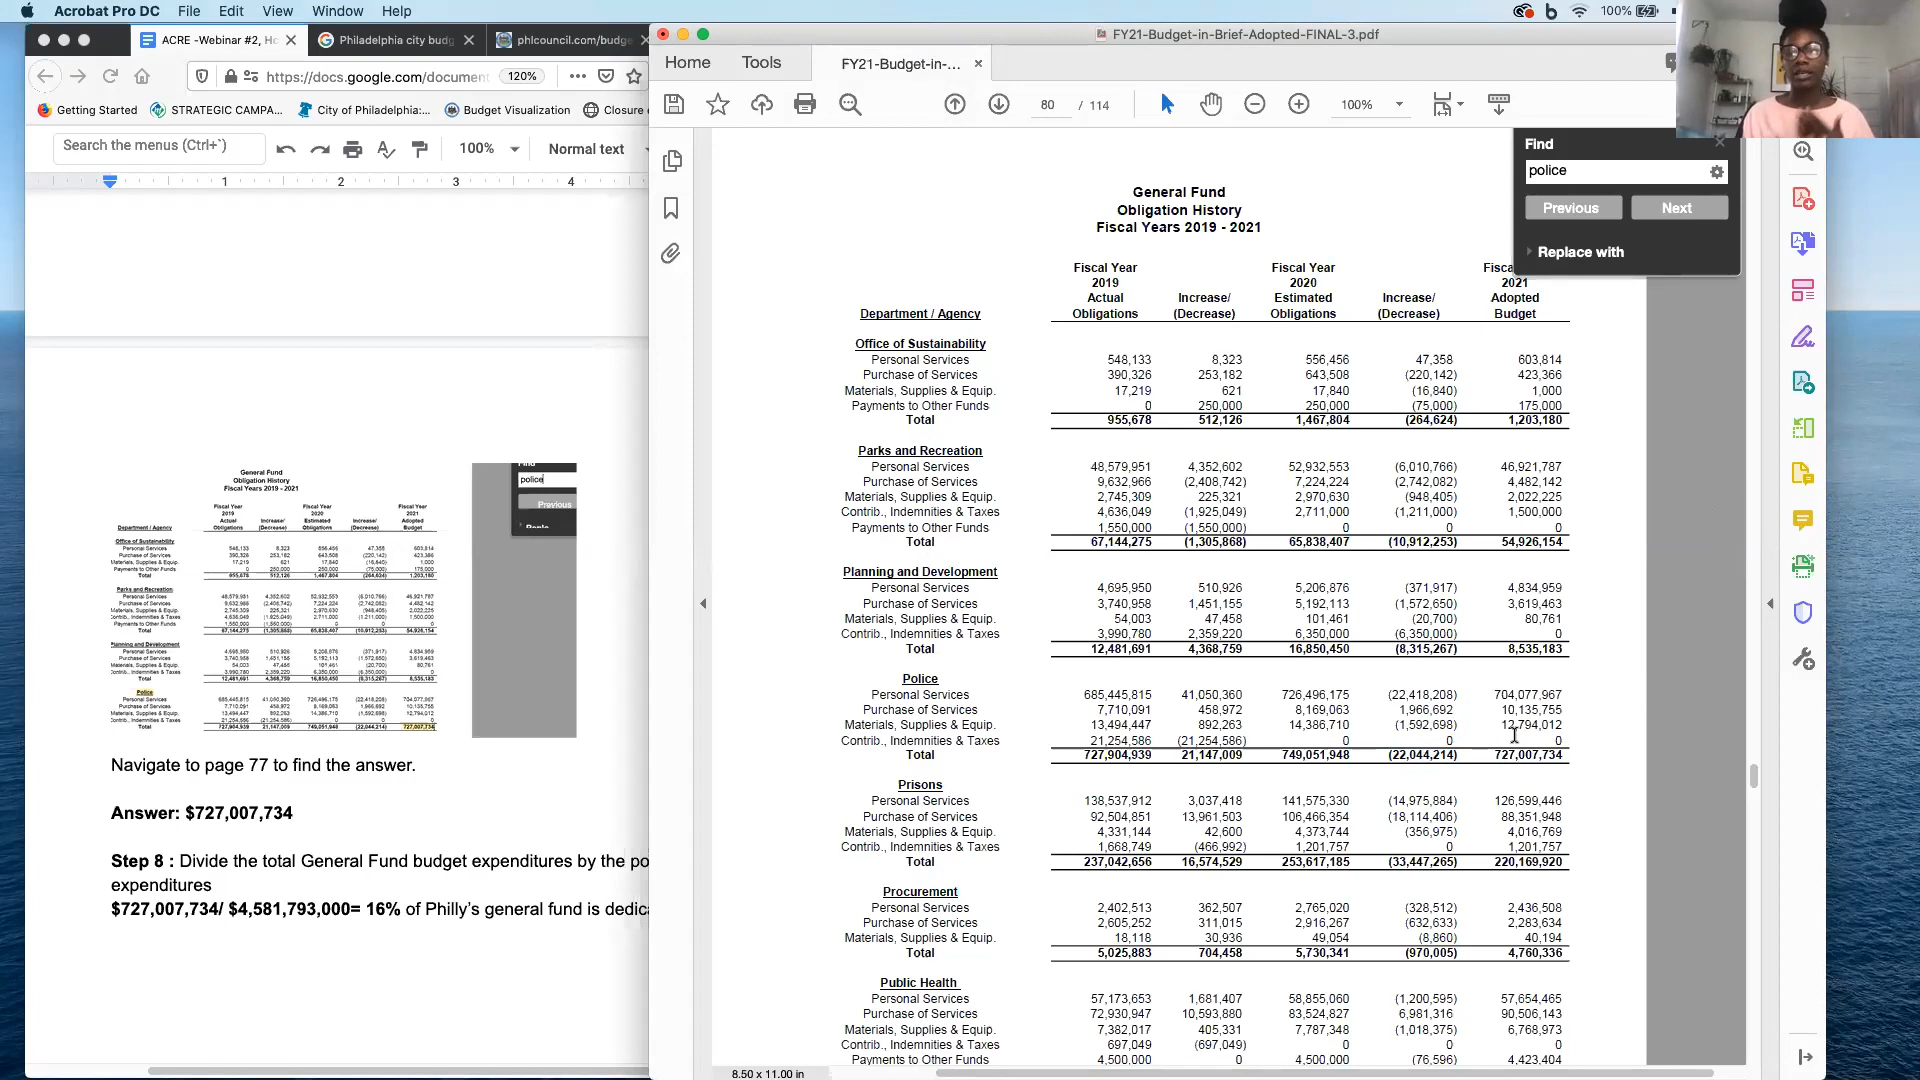 Acrobat Pro DC File Edit View Window Help
100%
ACRE -Webinar #2, Ho
Philadelphia city budg
phlcouncil.com/budge
https://docs.google.com/document
120%
Getting Started
STRATEGIC CAMPA...
City of Philadelphia:...
Budget Visualization
Closure o
Search the menus (Ctrl+`)
100%
Normal text
1 2 3 4
General Fund
Obligation History
Fiscal Years 2019 - 2021
police
Previous
Navigate to page 77 to find the answer.
Answer: $727,007,734
Step 8 : Divide the total General Fund budget expenditures by the po
expenditures
$727,007,734/ $4,581,793,000= 16% of Philly's general fund is dedica
FY21-Budget-in-Brief-Adopted-FINAL-3.pdf
Home Tools FY21-Budget-in-...
80 / 114
100%
Find
police
Previous Next
Replace with
General Fund
Obligation History
Fiscal Years 2019 - 2021
Fiscal Year Fiscal Year Fisca
2019 2020 2021
Actual Increase/ Estimated Increase/ Adopted
Department / Agency Obligations (Decrease) Obligations (Decrease) Budget
Office of Sustainability
Personal Services 548,133 8,323 556,456 47,358 603,814
Purchase of Services 390,326 253,182 643,508 (220,142) 423,366
Materials, Supplies & Equip. 17,219 621 17,840 (16,840) 1,000
Payments to Other Funds 0 250,000 250,000 (75,000) 175,000
Total 955,678 512,126 1,467,804 (264,624) 1,203,180
Parks and Recreation
Personal Services 48,579,951 4,352,602 52,932,553 (6,010,766) 46,921,787
Purchase of Services 9,632,966 (2,408,742) 7,224,224 (2,742,082) 4,482,142
Materials, Supplies & Equip. 2,745,309 225,321 2,970,630 (948,405) 2,022,225
Contrib., Indemnities & Taxes 4,636,049 (1,925,049) 2,711,000 (1,211,000) 1,500,000
Payments to Other Funds 1,550,000 (1,550,000) 0 0 0
Total 67,144,275 (1,305,868) 65,838,407 (10,912,253) 54,926,154
Planning and Development
Personal Services 4,695,950 510,926 5,206,876 (371,917) 4,834,959
Purchase of Services 3,740,958 1,451,155 5,192,113 (1,572,650) 3,619,463
Materials, Supplies & Equip. 54,003 47,458 101,461 (20,700) 80,761
Contrib., Indemnities & Taxes 3,990,780 2,359,220 6,350,000 (6,350,000) 0
Total 12,481,691 4,368,759 16,850,450 (8,315,267) 8,535,183
Police
Personal Services 685,445,815 41,050,360 726,496,175 (22,418,208) 704,077,967
Purchase of Services 7,710,091 458,972 8,169,063 1,966,692 10,135,755
Materials, Supplies & Equip. 13,494,447 892,263 14,386,710 (1,592,698) 12,794,012
Contrib., Indemnities & Taxes 21,254,586 (21,254,586) 0 0 0
Total 727,904,939 21,147,009 749,051,948 (22,044,214) 727,007,734
Prisons
Personal Services 138,537,912 3,037,418 141,575,330 (14,975,884) 126,599,446
Purchase of Services 92,504,851 13,961,503 106,466,354 (18,114,406) 88,351,948
Materials, Supplies & Equip. 4,331,144 42,600 4,373,744 (356,975) 4,016,769
Contrib., Indemnities & Taxes 1,668,749 (466,992) 1,201,757 0 1,201,757
Total 237,042,656 16,574,529 253,617,185 (33,447,265) 220,169,920
Procurement
Personal Services 2,402,513 362,507 2,765,020 (328,512) 2,436,508
Purchase of Services 2,605,252 311,015 2,916,267 (632,633) 2,283,634
Materials, Supplies & Equip. 18,118 30,936 49,054 (8,860) 40,194
Total 5,025,883 704,458 5,730,341 (970,005) 4,760,336
Public Health
Personal Services 57,173,653 1,681,407 58,855,060 (1,200,595) 57,654,465
Purchase of Services 72,930,947 10,593,880 83,524,827 6,981,316 90,506,143
Materials, Supplies & Equip. 7,382,017 405,331 7,787,348 (1,018,375) 6,768,973
Contrib., Indemnities & Taxes 697,049 (697,049) 0 0 0
Payments to Other Funds 4,500,000 0 4,500,000 (76,596) 4,423,404
8.50 x 11.00 in